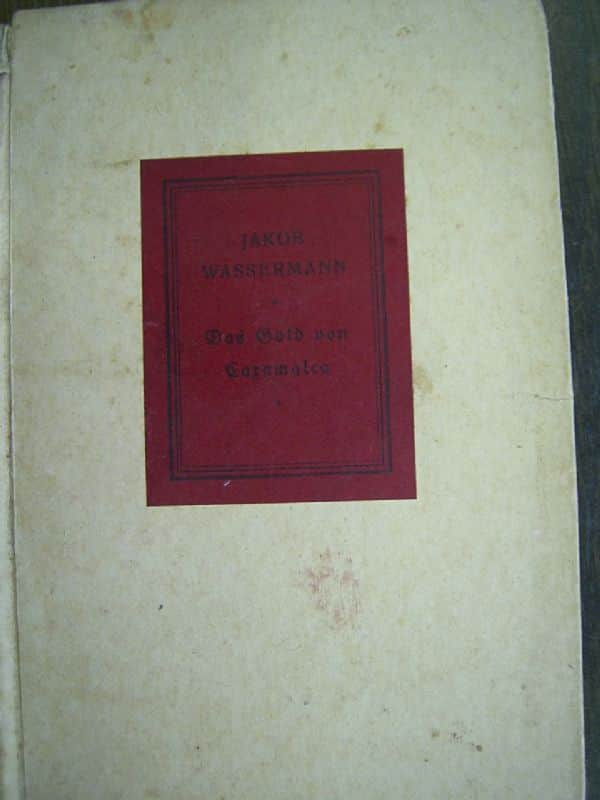 JAKOB
WASSERMANN
Das Gold von
Caxamalca